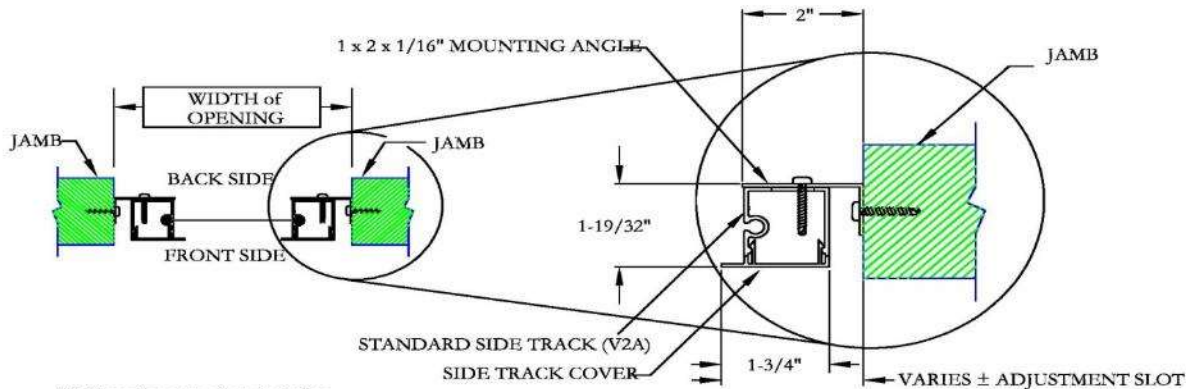 2"
1 x 2 x 1/16" MOUNTING ANGLE
JAMB
WIDTH of
OPENING
JAMB
JAMB
BACK SIDE
1-19/32"
FRONT SIDE
STANDARD SIDE TRACK (V2A)
SIDE TRACK COVER
1-3/4"
VARIES ± ADJUSTMENT SLOT